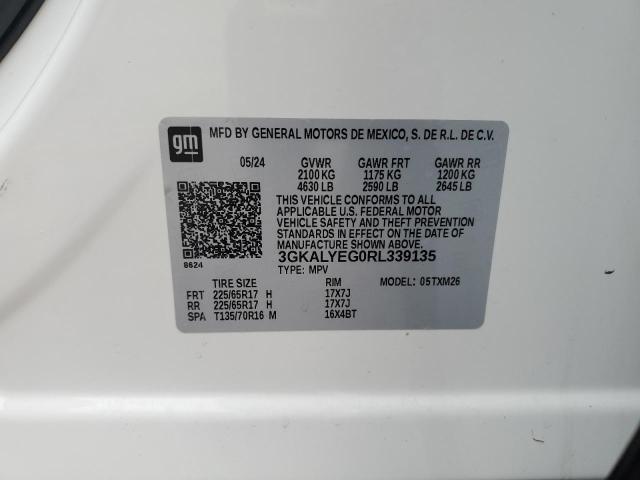 gm MFD BY GENERAL MOTORS DE MEXICO, S. DE R.L. DE C.V.
05/24 GVWR GAWR FRT GAWR RR
2100 KG 1175 KG 1200 KG
4630 LB 2590 LB 2645 LB
THIS VEHICLE CONFORMS TO ALL
APPLICABLE U.S. FEDERAL MOTOR
VEHICLE SAFETY AND THEFT PREVENTION
STANDARDS IN EFFECT ON THE DATE OF
MANUFACTURE SHOWN ABOVE.
3GKALYEG0RL339135
8624 TYPE: MPV
TIRE SIZE RIM MODEL: 05TXM26
FRT 225/65R17 H 17X7J
RR 225/65R17 H 17X7J
SPA T135/70R16 M 16X4BT